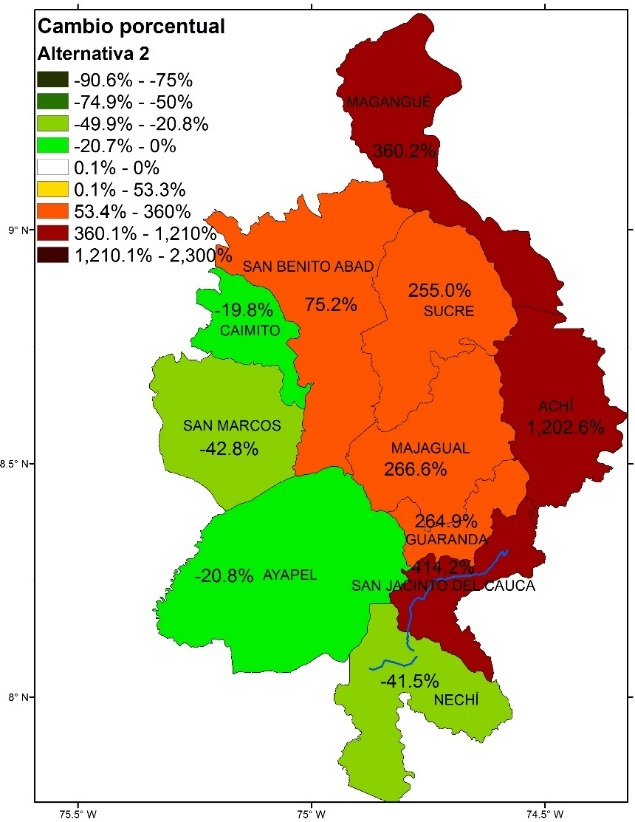 Cambio porcentual
Alternativa 2
-90.6% - -75%
-74.9% - -50%
-49.9% - -20.8%
-20.7% - 0%
0.1% - 0%
0.1% - 53.3%
53.4% - 360%
360.1% - 1,210%
1,210.1% - 2,300%
MAGANGUÉ
360.2%
9° N
SAN BENITO ABAD
75.2%
255.0%
SUCRE
-19.8%
CAIMITO
ACHÍ
1,202.6%
SAN MARCOS
-42.8%
MAJAGUAL
266.6%
8.5° N
264.9%
GUARANDA
414.2%
SAN JACINTO DEL CAUCA
-20.8% AYAPEL
-41.5%
NECHÍ
8° N
75.5° W
75° W
74.5° W